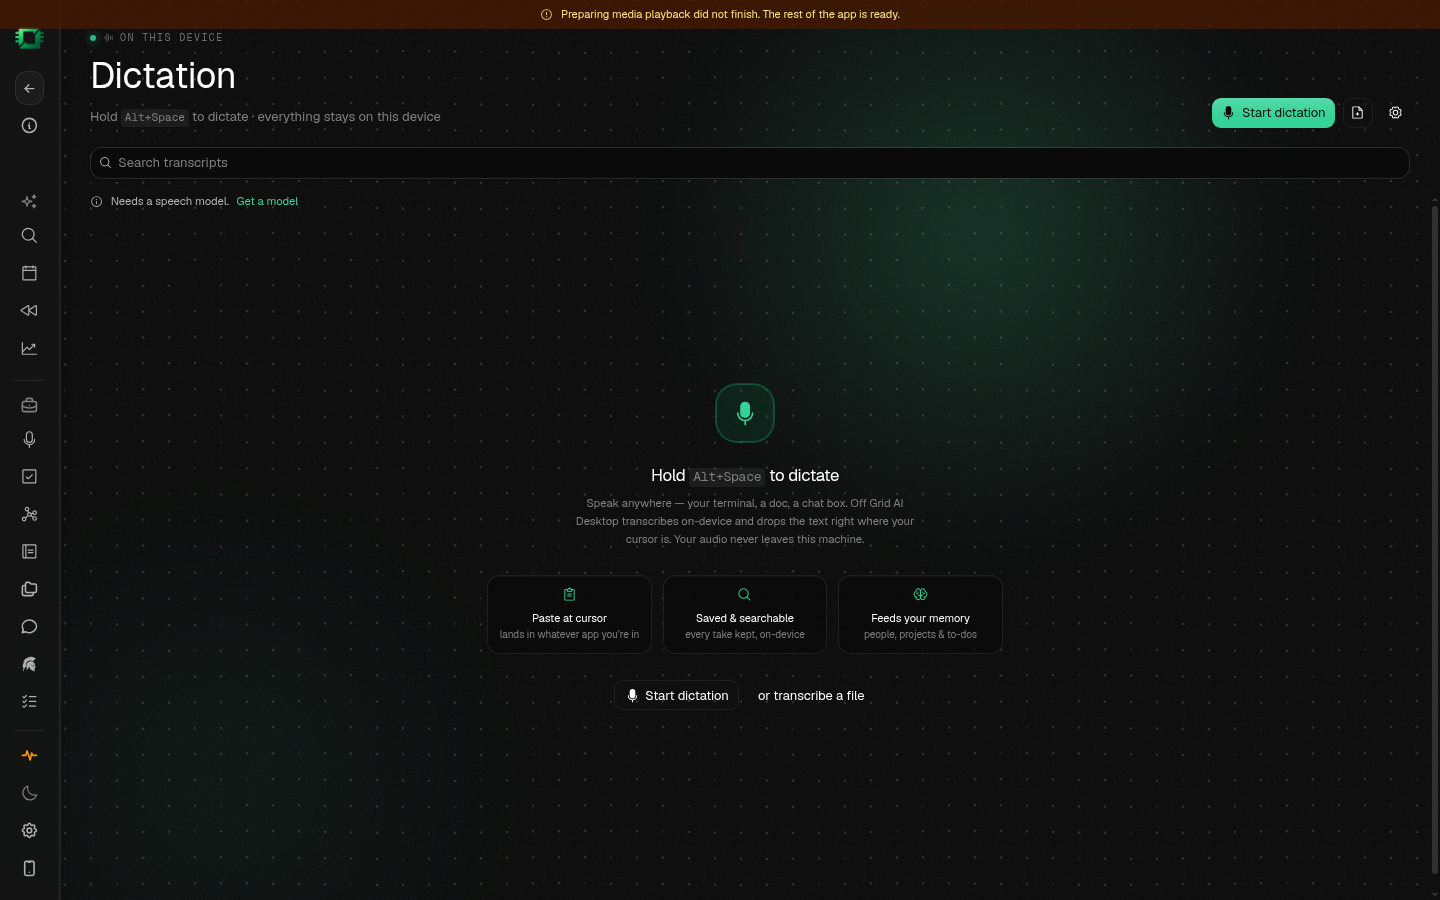 Preparing media playback did not finish. The rest of the app is ready.
ON THIS DEVICE
Dictation
Hold Alt+Space to dictate · everything stays on this device
Start dictation
Search transcripts
Needs a speech model. Get a model
Hold Alt+Space to dictate
Speak anywhere — your terminal, a doc, a chat box. Off Grid AI
Desktop transcribes on-device and drops the text right where your
cursor is. Your audio never leaves this machine.
Paste at cursor
lands in whatever app you're in
Saved & searchable
every take kept, on-device
Feeds your memory
people, projects & to-dos
Start dictation or transcribe a file